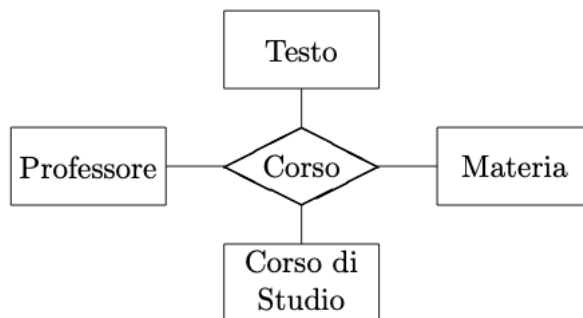 Testo
Professore
Corso
Materia
Corso di
Studio